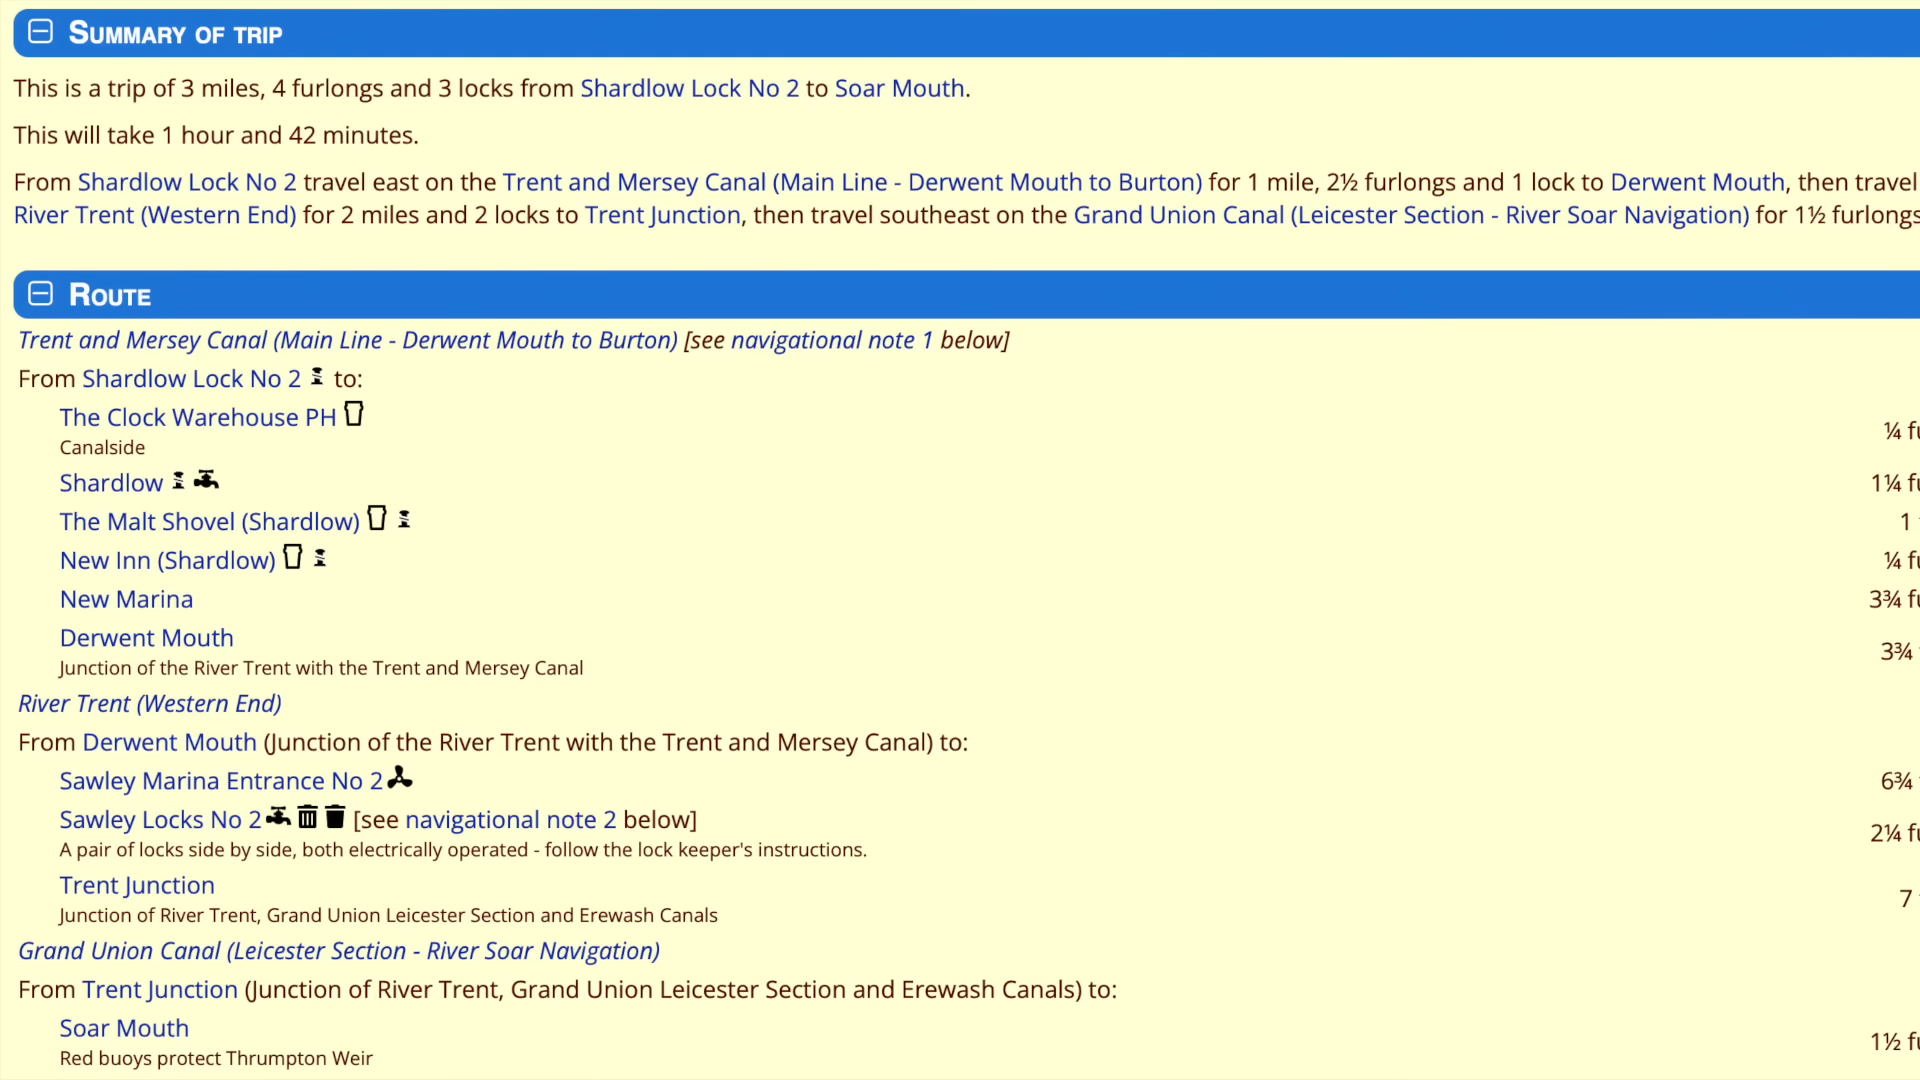 SUMMARY OF TRIP
This is a trip of 3 miles, 4 furlongs and 3 locks from Shardlow Lock No 2 to Soar Mouth.
This will take 1 hour and 42 minutes.
From Shardlow Lock No 2 travel east on the Trent and Mersey Canal (Main Line - Derwent Mouth to Burton) for 1 mile, 2½ furlongs and 1 lock to Derwent Mouth, then travel
River Trent (Western End) for 2 miles and 2 locks to Trent Junction, then travel southeast on the Grand Union Canal (Leicester Section - River Soar Navigation) for 1½ furlongs
ROUTE
Trent and Mersey Canal (Main Line - Derwent Mouth to Burton) [see navigational note 1 below]
From Shardlow Lock No 2 to:
The Clock Warehouse PH
¼ fu
Canalside
Shardlow 1¼ fu
The Malt Shovel (Shardlow) 1
New Inn (Shardlow) ¼ fu
New Marina 3¾ fu
Derwent Mouth
3¾
Junction of the River Trent with the Trent and Mersey Canal
River Trent (Western End)
From Derwent Mouth (Junction of the River Trent with the Trent and Mersey Canal) to:
Sawley Marina Entrance No 2 6¾
Sawley Locks No 2 [see navigational note 2 below]
2¼ fu
A pair of locks side by side, both electrically operated - follow the lock keeper's instructions.
Trent Junction
7
Junction of River Trent, Grand Union Leicester Section and Erewash Canals
Grand Union Canal (Leicester Section - River Soar Navigation)
From Trent Junction (Junction of River Trent, Grand Union Leicester Section and Erewash Canals) to:
Soar Mouth
1½ fu
Red buoys protect Thrumpton Weir